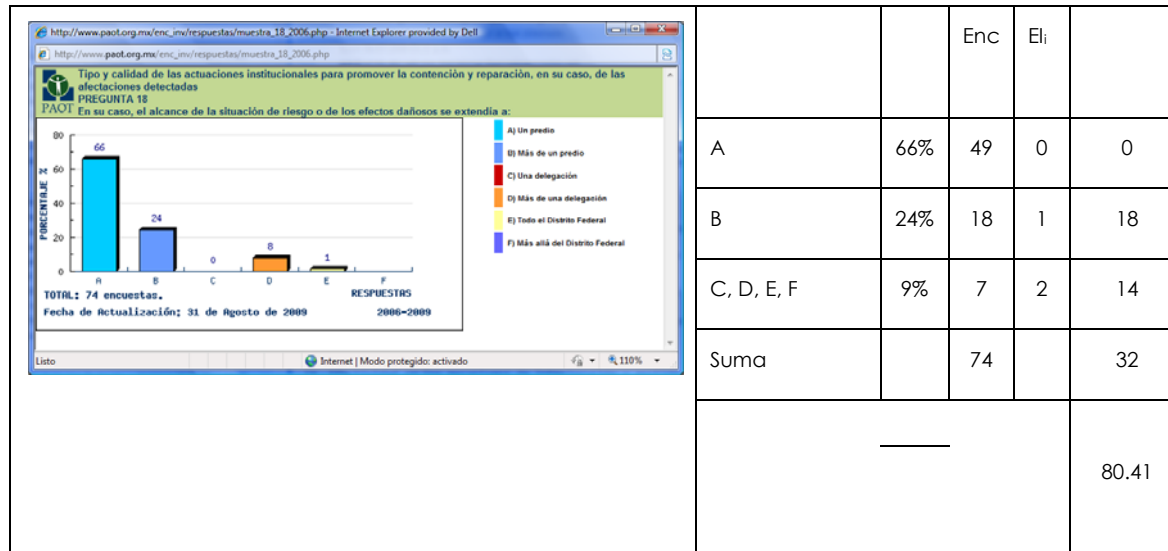 http://www.paot.org.mx/enc_inv/respuestas/muestra_18_2006.php - Internet Explorer provided by Dell
http://www.paot.org.mx/enc_inv/respuestas/muestra_18_2006.php
Tipo y calidad de las actuaciones institucionales para promover la contención y reparación, en su caso, de las
afectaciones detectadas
PREGUNTA 18
PAOT En su caso, el alcance de la situación de riesgo o de los efectos dañosos se extendía a:
PORCENTAJE %
80
60
40
20
0
66
24
0
8
1
A B C D E F
TOTAL: 74 encuestas. RESPUESTAS
Fecha de Actualización: 31 de Agosto de 2009 2006-2009
A) Un predio
B) Más de un predio
C) Una delegación
D) Más de una delegación
E) Todo el Distrito Federal
F) Más allá del Distrito Federal
Listo Internet | Modo protegido: activado 110%
Enc Eli
A 66% 49 0 0
B 24% 18 1 18
C, D, E, F 9% 7 2 14
Suma 74 32
80.41